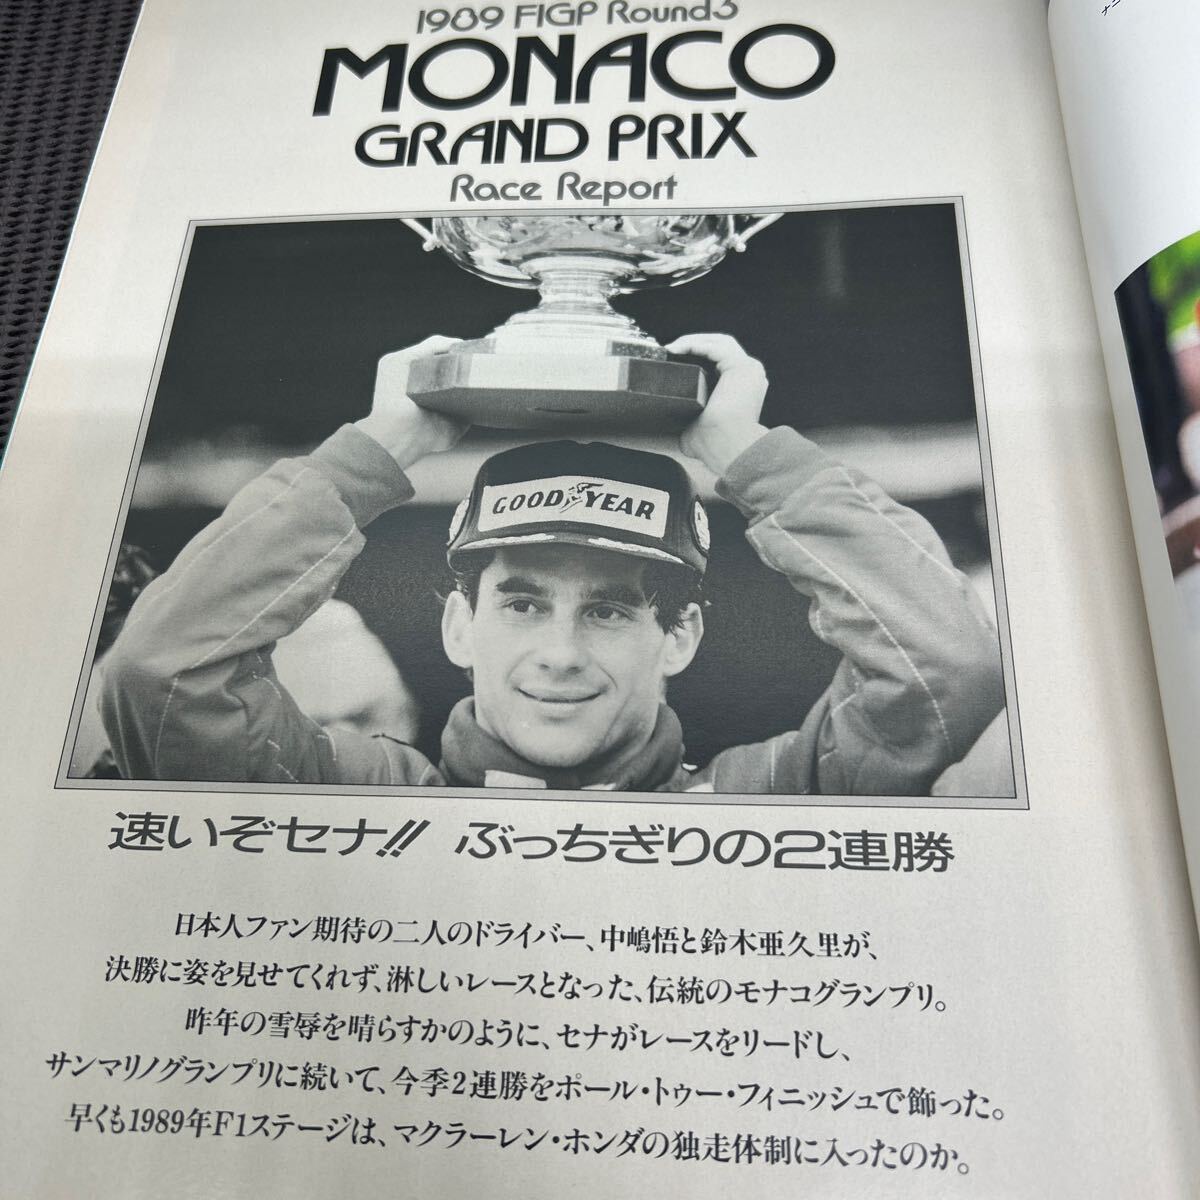 1989 F1GP Round3
MONACO
GRAND PRIX
Race Report
GOOD YEAR
速いぞセナ!! ぶっちぎりの2連勝
日本人ファン期待の二人のドライバー、中嶋悟と鈴木亜久里が、
決勝に姿を見せてくれず、淋しいレースとなった、伝統のモナコグランプリ。
昨年の雪辱を晴らすかのように、セナがレースをリードし、
サンマリノグランプリに続いて、今季2連勝をポール・トゥー・フィニッシュで飾った。
早くも1989年F1ステージは、マクラーレン・ホンダの独走体制に入ったのか。